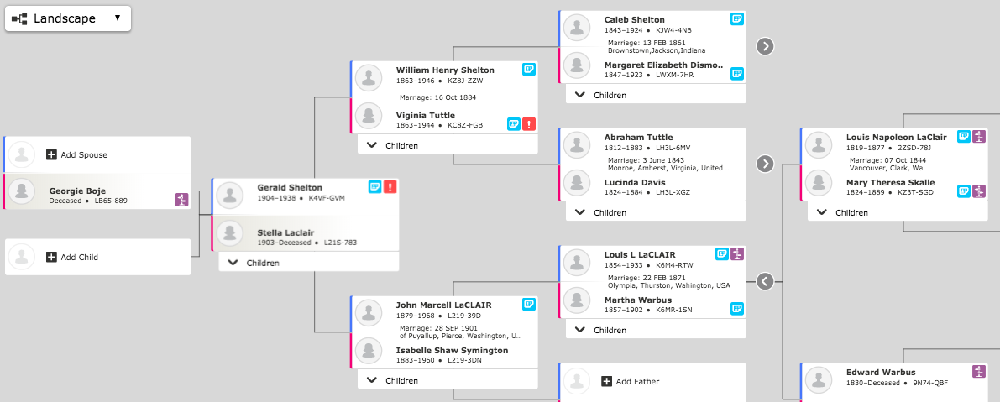 Landscape
Add Spouse
Georgie Boje
Deceased • LB65-889
Add Child
Gerald Shelton
1904–1938 • K4VF-GVM
Stella Laclair
1903–Deceased • L21S-783
Children
William Henry Shelton
1863–1946 • KZ8J-ZZW
Marriage: 16 Oct 1884
Viginia Tuttle
1863–1944 • KC8Z-FGB
Children
John Marcell LaCLAIR
1879–1968 • L219-39D
Marriage: 28 SEP 1901
of Puyallup, Pierce, Washington, U...
Isabelle Shaw Symington
1883–1960 • L219-3DN
Children
Caleb Shelton
1843–1924 • KJW4-4NB
Marriage: 13 FEB 1861
Brownstown,Jackson,Indiana
Margaret Elizabeth Dismo..
1847–1923 • LWXM-7HR
Children
Abraham Tuttle
1812–1883 • LH3L-6MV
Marriage: 3 June 1843
Monroe, Amherst, Virginia, United ...
Lucinda Davis
1824–1884 • LH3L-XGZ
Children
Louis L LaCLAIR
1854–1933 • K6M4-RTW
Marriage: 22 FEB 1871
Olympia, Thurston, Wahington, USA
Martha Warbus
1857–1902 • K6MR-1SN
Children
Add Father
Louis Napoleon LaClair
1819–1877 • 2ZSD-78J
Marriage: 07 Oct 1844
Vancouver, Clark, Wa
Mary Theresa Skalle
1824–1889 • KZ3T-SGD
Children
Edward Warbus
1830–Deceased • 9N74-QBF